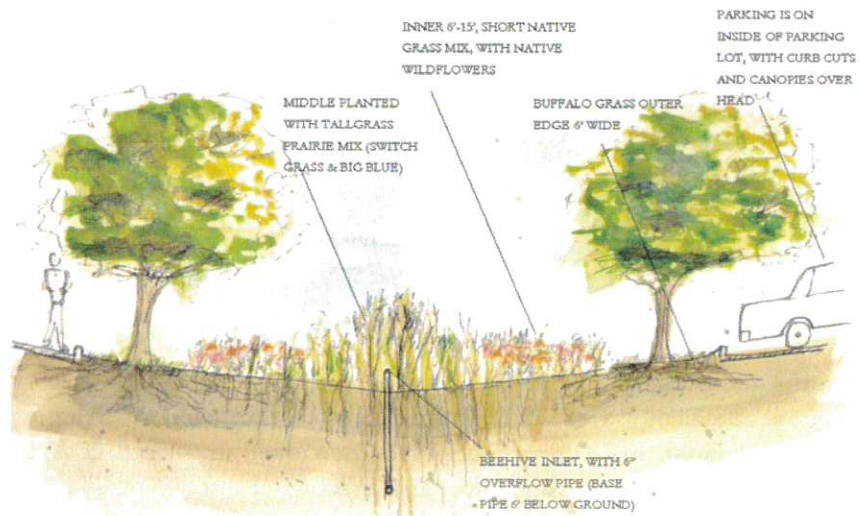 INNER 6'-15', SHORT NATIVE
GRASS MIX, WITH NATIVE
WILDFLOWERS
PARKING IS ON
INSIDE OF PARKING
LOT, WITH CURB CUTS
AND CANOPIES OVER
HEAD
MIDDLE PLANTED
WITH TALLGRASS
PRAIRIE MIX (SWITCH
GRASS & BIG BLUE)
BUFFALO GRASS OUTER
EDGE 6' WIDE
BEEHIVE INLET, WITH 6"
OVERFLOW PIPE (BASE
PIPE 6' BELOW GROUND)